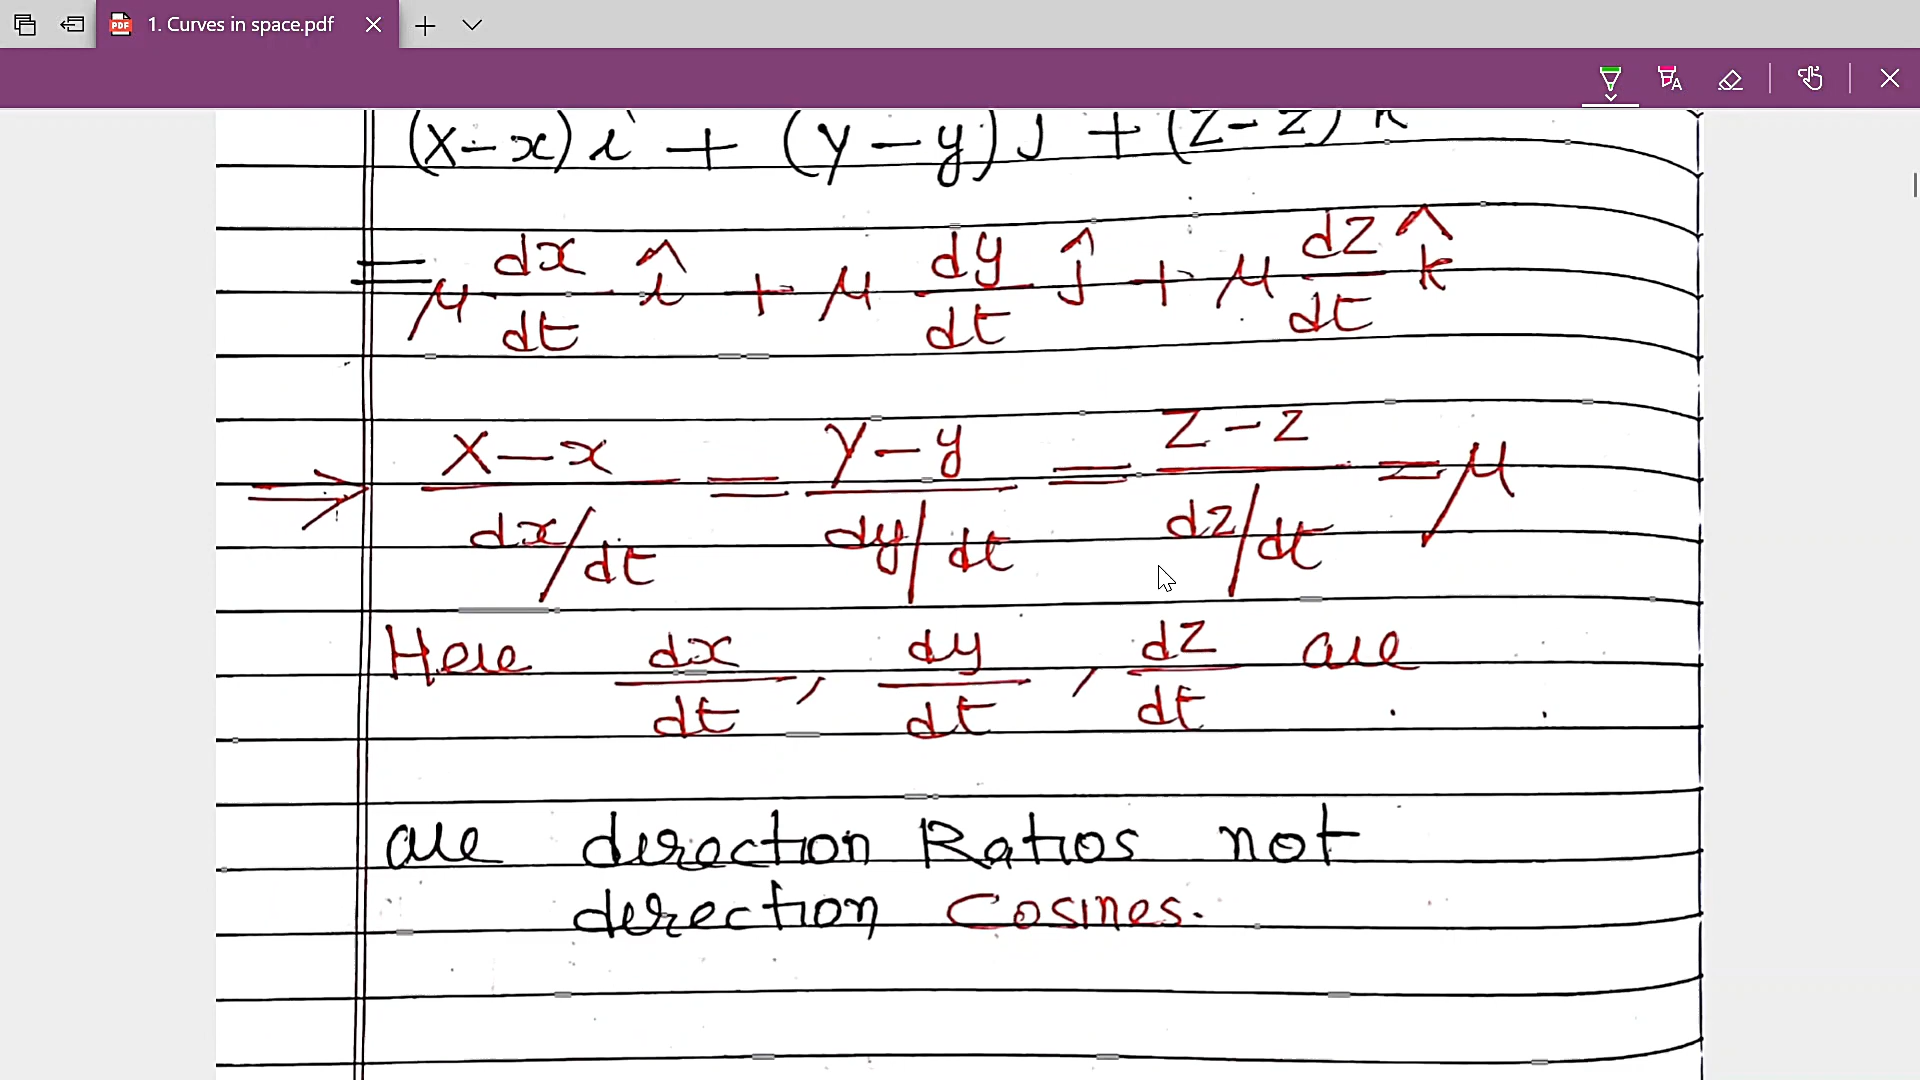 1. Curves in space.pdf
(X-x)i + (Y-y)j + (Z-z)k
= μ dx/dt î + μ dy/dt ĵ + μ dz/dt k̂
⇒ X-x / dx/dt = Y-y / dy/dt = Z-z / dz/dt = μ
Here dx/dt, dy/dt, dz/dt are
are direction Ratios not
direction Cosines.